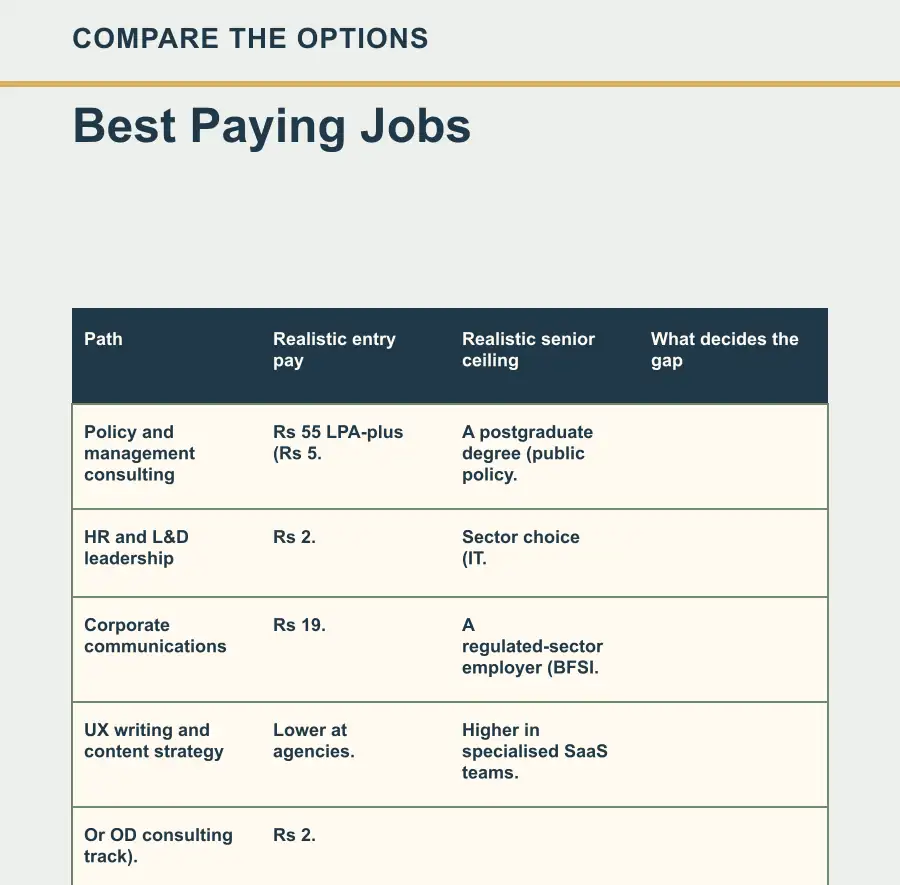 COMPARE THE OPTIONS
Best Paying Jobs
Path
Realistic entry
pay
Realistic senior
ceiling
What decides the
gap
Policy and
management
consulting
Rs 55 LPA-plus
(Rs 5.
A postgraduate
degree (public
policy.
HR and L&D
leadership
Rs 2.
Sector choice
(IT.
Corporate
communications
Rs 19.
A
regulated-sector
employer (BFSI.
UX writing and
content strategy
Lower at
agencies.
Higher in
specialised SaaS
teams.
Or OD consulting
track).
Rs 2.